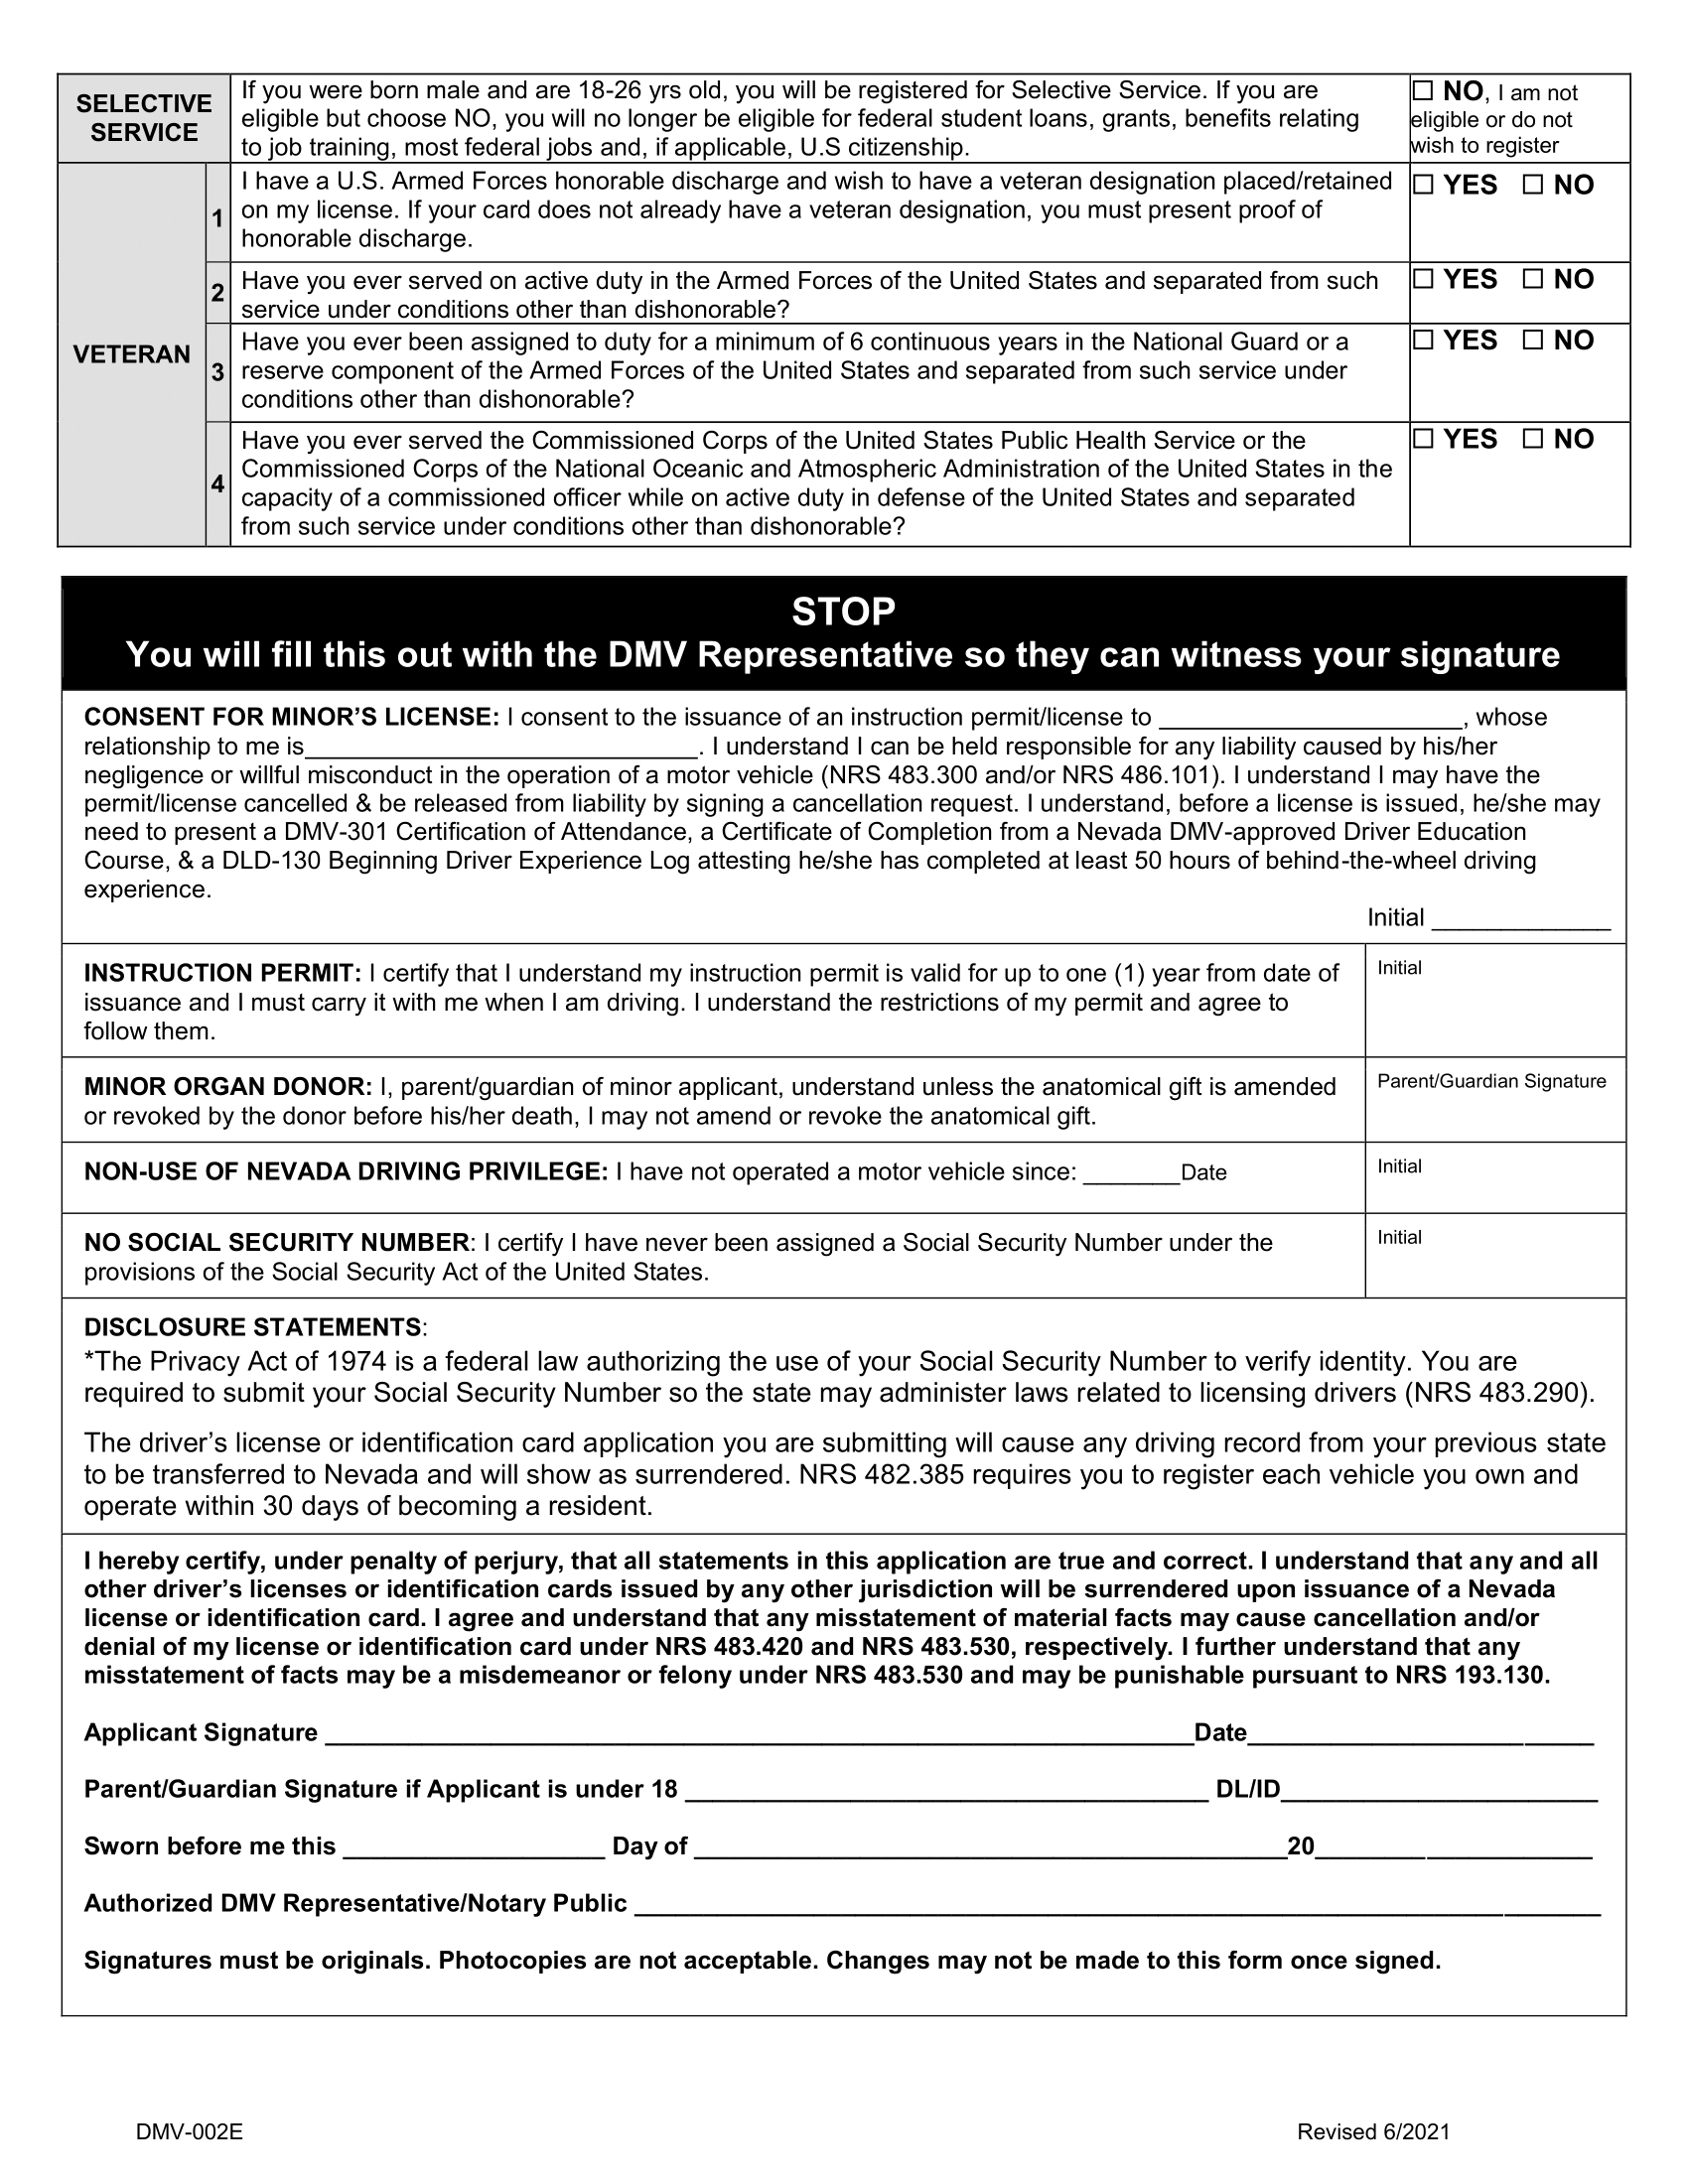 SELECTIVE
SERVICE
If you were born male and are 18-26 yrs old, you will be registered for Selective Service. If you are
eligible but choose NO, you will no longer be eligible for federal student loans, grants, benefits relating
to job training, most federal jobs and, if applicable, U.S citizenship.
☐ NO, I am not
eligible or do not
wish to register
VETERAN
1
I have a U.S. Armed Forces honorable discharge and wish to have a veteran designation placed/retained
on my license. If your card does not already have a veteran designation, you must present proof of
honorable discharge.
☐ YES ☐ NO
2
Have you ever served on active duty in the Armed Forces of the United States and separated from such
service under conditions other than dishonorable?
☐ YES ☐ NO
3
Have you ever been assigned to duty for a minimum of 6 continuous years in the National Guard or a
reserve component of the Armed Forces of the United States and separated from such service under
conditions other than dishonorable?
☐ YES ☐ NO
4
Have you ever served the Commissioned Corps of the United States Public Health Service or the
Commissioned Corps of the National Oceanic and Atmospheric Administration of the United States in the
capacity of a commissioned officer while on active duty in defense of the United States and separated
from such service under conditions other than dishonorable?
☐ YES ☐ NO
STOP
You will fill this out with the DMV Representative so they can witness your signature
CONSENT FOR MINOR’S LICENSE: I consent to the issuance of an instruction permit/license to ______________________, whose
relationship to me is____________________________. I understand I can be held responsible for any liability caused by his/her
negligence or willful misconduct in the operation of a motor vehicle (NRS 483.300 and/or NRS 486.101). I understand I may have the
permit/license cancelled & be released from liability by signing a cancellation request. I understand, before a license is issued, he/she may
need to present a DMV-301 Certification of Attendance, a Certificate of Completion from a Nevada DMV-approved Driver Education
Course, & a DLD-130 Beginning Driver Experience Log attesting he/she has completed at least 50 hours of behind-the-wheel driving
experience.
Initial _____________
INSTRUCTION PERMIT: I certify that I understand my instruction permit is valid for up to one (1) year from date of
issuance and I must carry it with me when I am driving. I understand the restrictions of my permit and agree to
follow them.
Initial
MINOR ORGAN DONOR: I, parent/guardian of minor applicant, understand unless the anatomical gift is amended
or revoked by the donor before his/her death, I may not amend or revoke the anatomical gift.
Parent/Guardian Signature
NON-USE OF NEVADA DRIVING PRIVILEGE: I have not operated a motor vehicle since: _______Date
Initial
NO SOCIAL SECURITY NUMBER: I certify I have never been assigned a Social Security Number under the
provisions of the Social Security Act of the United States.
Initial
DISCLOSURE STATEMENTS:
*The Privacy Act of 1974 is a federal law authorizing the use of your Social Security Number to verify identity. You are
required to submit your Social Security Number so the state may administer laws related to licensing drivers (NRS 483.290).
The driver’s license or identification card application you are submitting will cause any driving record from your previous state
to be transferred to Nevada and will show as surrendered. NRS 482.385 requires you to register each vehicle you own and
operate within 30 days of becoming a resident.
I hereby certify, under penalty of perjury, that all statements in this application are true and correct. I understand that any and all
other driver’s licenses or identification cards issued by any other jurisdiction will be surrendered upon issuance of a Nevada
license or identification card. I agree and understand that any misstatement of material facts may cause cancellation and/or
denial of my license or identification card under NRS 483.420 and NRS 483.530, respectively. I further understand that any
misstatement of facts may be a misdemeanor or felony under NRS 483.530 and may be punishable pursuant to NRS 193.130.
Applicant Signature _______________________________________________________________Date_________________________
Parent/Guardian Signature if Applicant is under 18 ______________________________________ DL/ID_______________________
Sworn before me this ___________________ Day of ___________________________________________20____________________
Authorized DMV Representative/Notary Public ______________________________________________________________________
Signatures must be originals. Photocopies are not acceptable. Changes may not be made to this form once signed.
DMV-002E
Revised 6/2021